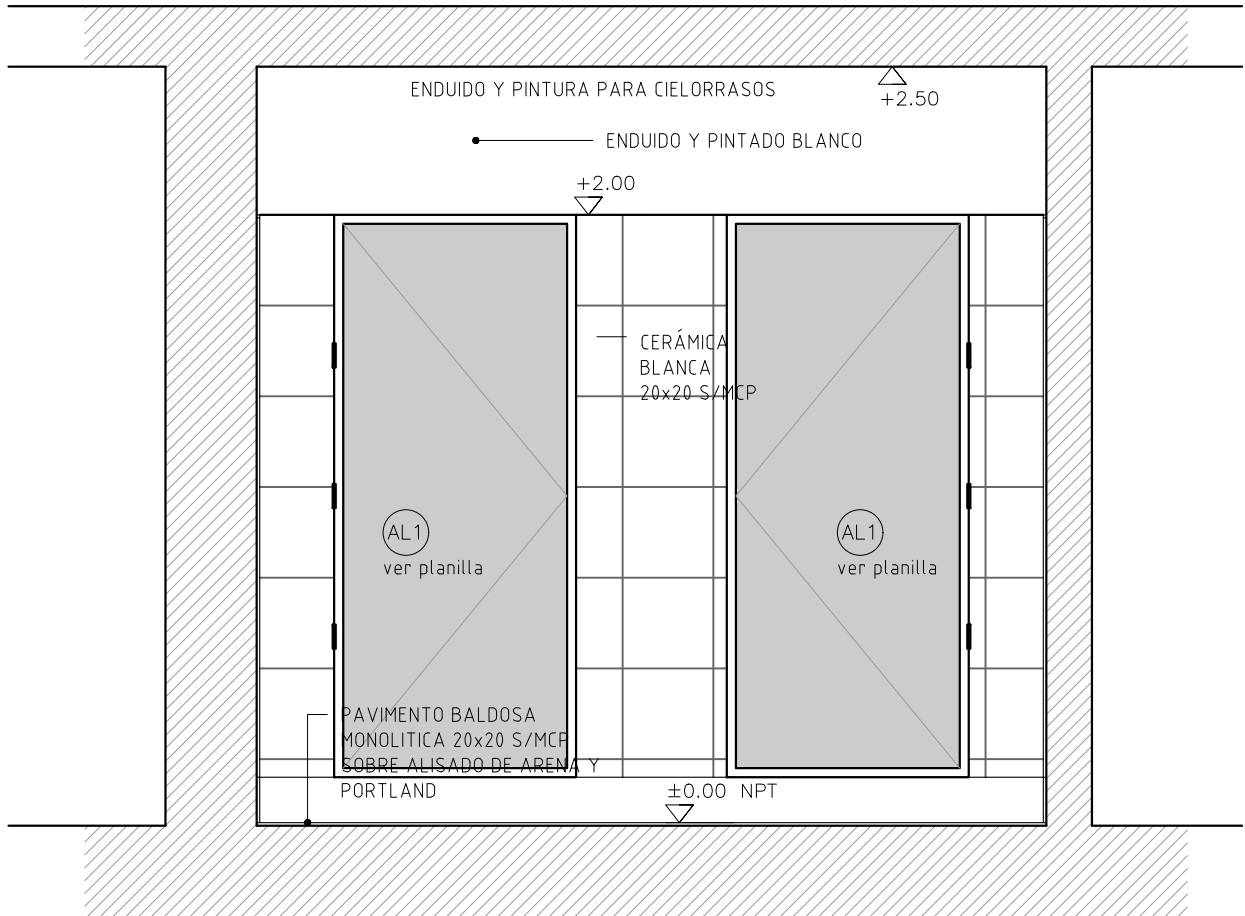 ENDUIDO Y PINTURA PARA CIELORRASOS
+2.50
ENDUIDO Y PINTADO BLANCO
+2.00
CERÁMICA
BLANCA
20x20 S/MCP
AL1
ver planilla
AL1
ver planilla
PAVIMENTO BALDOSA
MONOLITICA 20x20 S/MCP
SOBRE ALISADO DE ARENA Y
PORTLAND
±0.00 NPT